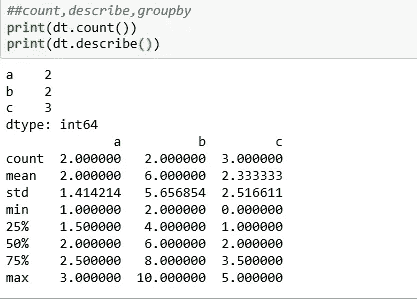 ##count,describe,groupby
print(dt.count())
print(dt.describe())
a    2
b    2
c    3
dtype: int64
              a          b         c
count  2.000000   2.000000  3.000000
mean   2.000000   6.000000  2.333333
std    1.414214   5.656854  2.516611
min    1.000000   2.000000  0.000000
25%    1.500000   4.000000  1.000000
50%    2.000000   6.000000  2.000000
75%    2.500000   8.000000  3.500000
max    3.000000  10.000000  5.000000